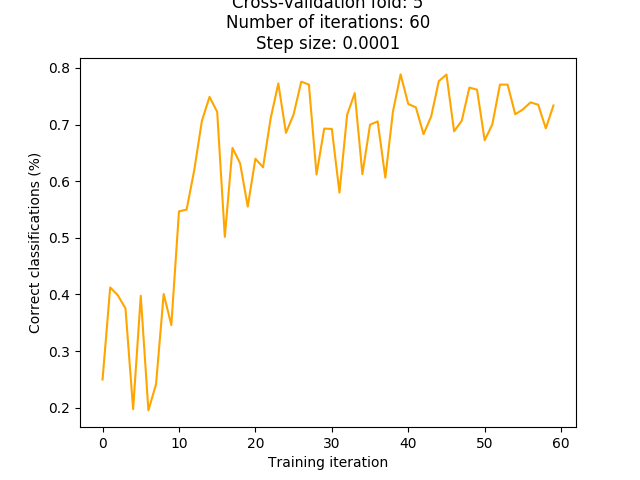 Cross-validation fold: 5
Number of iterations: 60
Step size: 0.0001
0.8
0.7
0.6
0.5
0.4
0.3
0.2
Correct classifications (%)
0 10 20 30 40 50 60
Training iteration